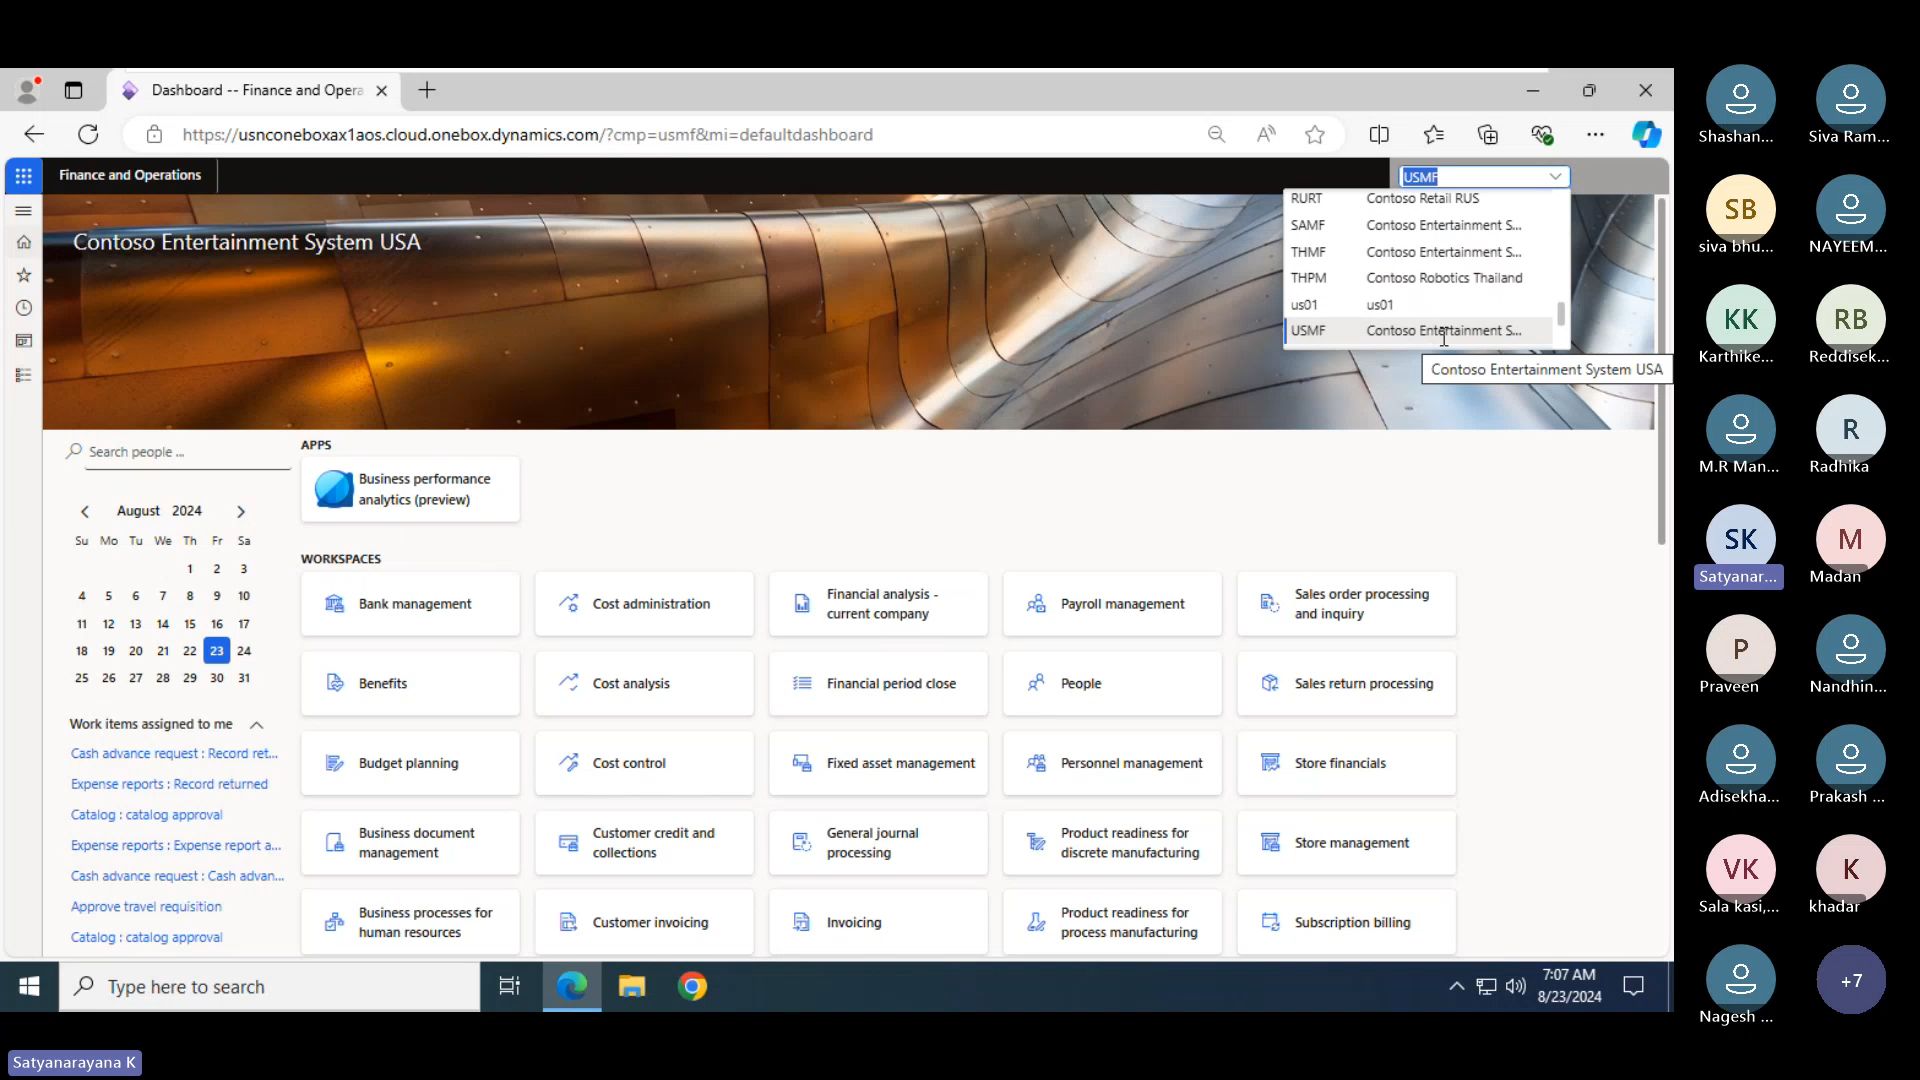 Dashboard -- Finance and Opera
https://usnconeboxax1aos.cloud.onebox.dynamics.com/?cmp=usmf&mi=defaultdashboard
Finance and Operations
USMF
RURT Contoso Retail RUS
SAMF Contoso Entertainment S...
THMF Contoso Entertainment S...
THPM Contoso Robotics Thailand
us01 us01
USMF Contoso Entertainment S...
Contoso Entertainment System USA
Contoso Entertainment System USA
Search people ...
August 2024
Su Mo Tu We Th Fr Sa
1 2 3
4 5 6 7 8 9 10
11 12 13 14 15 16 17
18 19 20 21 22 23 24
25 26 27 28 29 30 31
Work items assigned to me
Cash advance request : Record ret...
Expense reports : Record returned
Catalog : catalog approval
Expense reports : Expense report a...
Cash advance request : Cash advan...
Approve travel requisition
Catalog : catalog approval
APPS
Business performance
analytics (preview)
WORKSPACES
Bank management
Cost administration
Financial analysis -
current company
Payroll management
Sales order processing
and inquiry
Benefits
Cost analysis
Financial period close
People
Sales return processing
Budget planning
Cost control
Fixed asset management
Personnel management
Store financials
Business document
management
Customer credit and
collections
General journal
processing
Product readiness for
discrete manufacturing
Store management
Business processes for
human resources
Customer invoicing
Invoicing
Product readiness for
process manufacturing
Subscription billing
Type here to search
7:07 AM
8/23/2024
Satyanarayana K
Shashan...
Siva Ram...
SB
siva bhu...
NAYEEM...
KK
Karthike...
RB
Reddisek...
M.R Man...
R
Radhika
SK
Satyanar...
M
Madan
P
Praveen
Nandhin...
Adisekha...
Prakash ...
VK
Sala kasi,...
K
khadar
Nagesh ...
+7